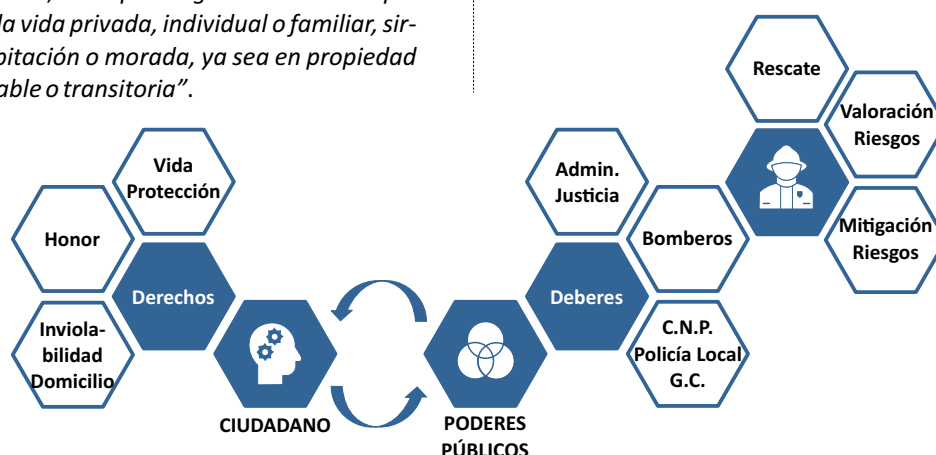 la vida privada, individual o familiar, sir-
bitación o morada, ya sea en propiedad
able o transitoria”.
Rescate
Valoración
Riesgos
Mitigación
Riesgos
Vida
Protección
Honor
Derechos
Inviola-
bilidad
Domicilio
CIUDADANO
Admin.
Justicia
Bomberos
Deberes
C.N.P.
Policía Local
G.C.
PODERES
PÚBLICOS